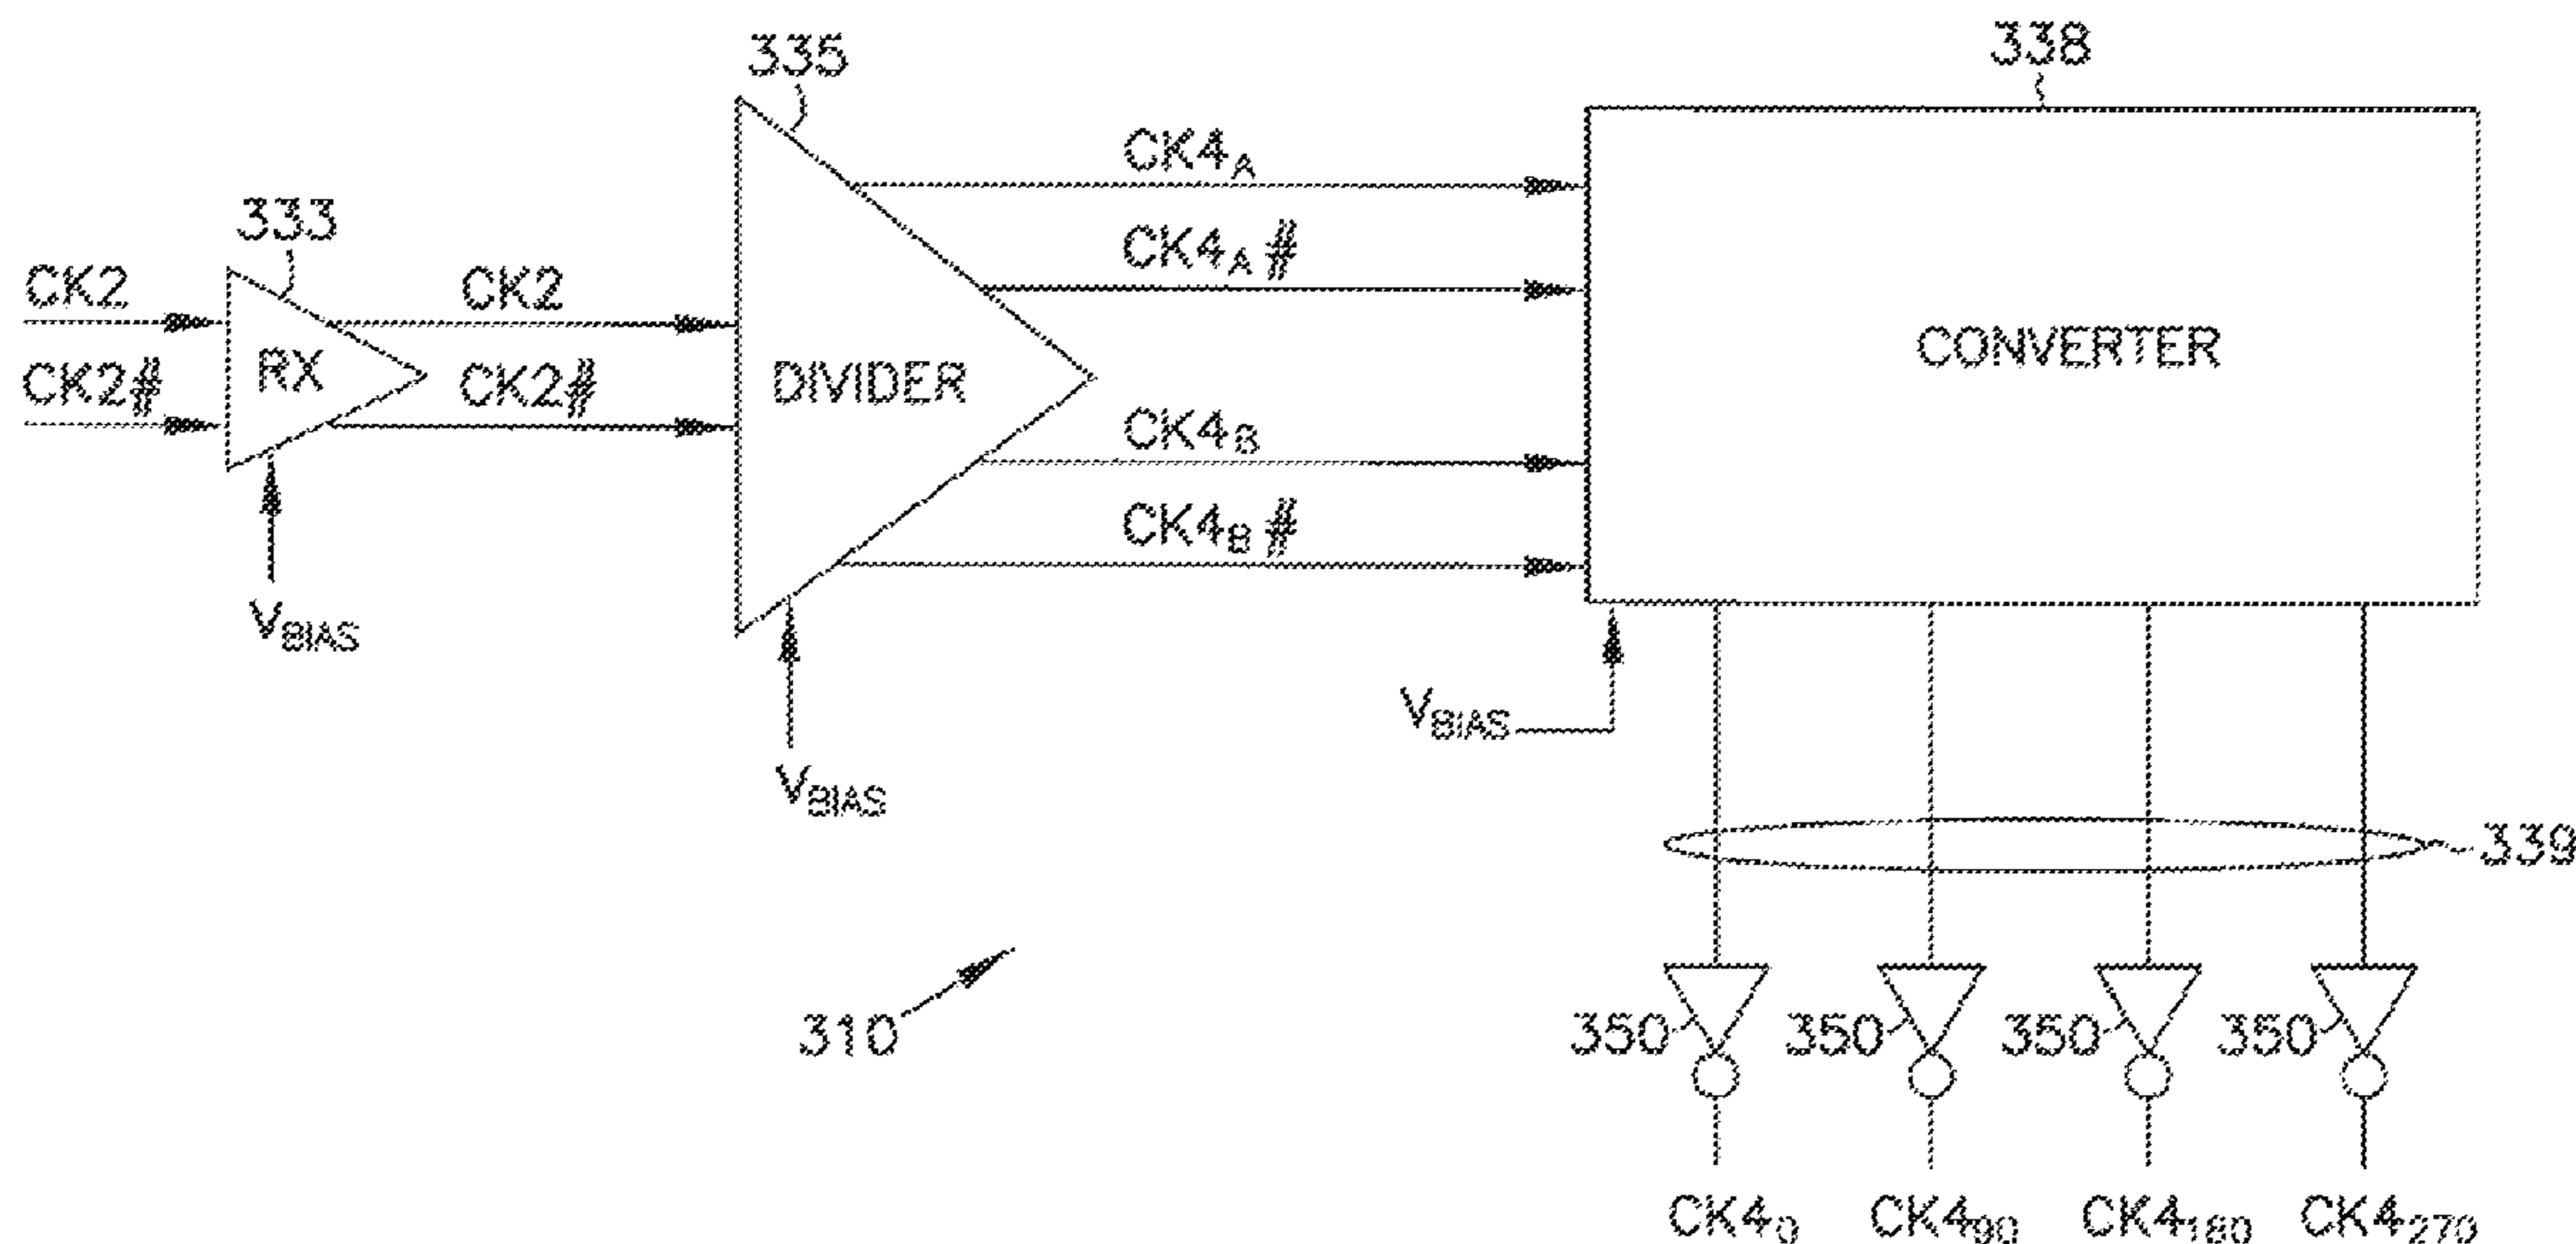 335
338
CK4A
333
CK4A#
CK2
CK2
RX
DIVIDER
CONVERTER
CK2#
CK2#
CK4B
CK4B#
VBIAS
VBIAS
VBIAS
339
310
350
350
350
350
CK40
CK490
CK4180
CK4270